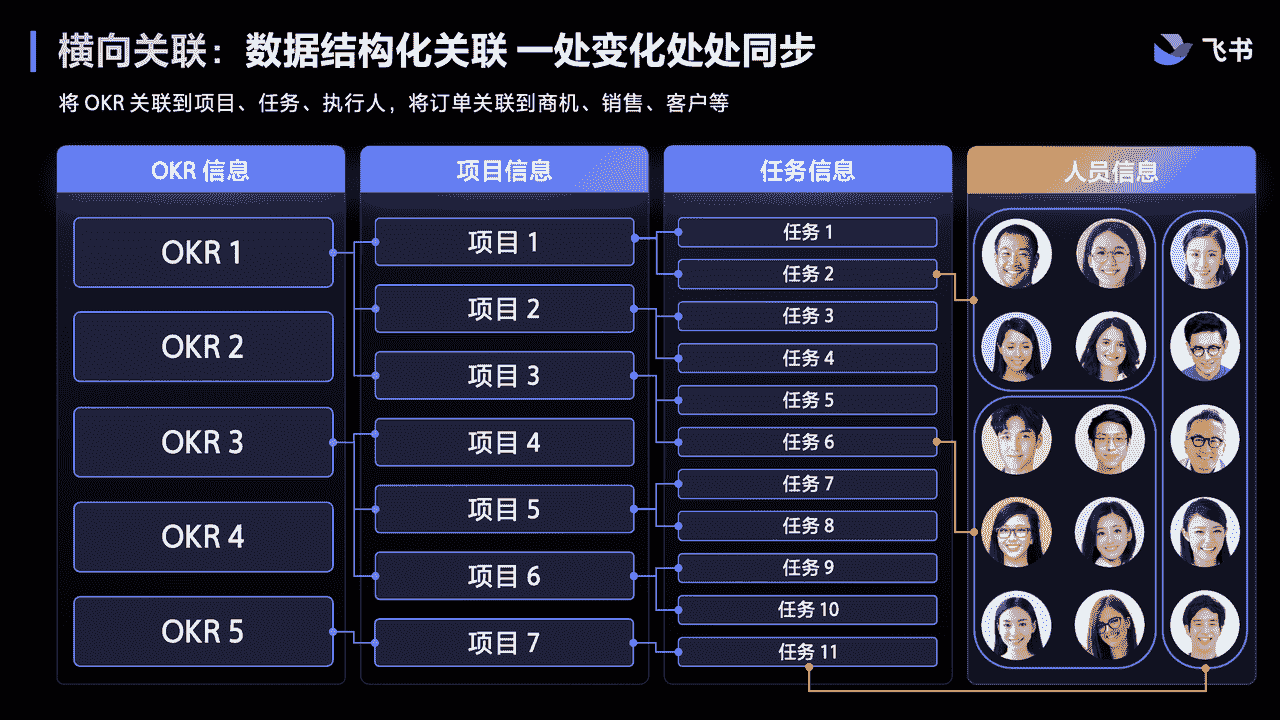 横向关联：数据结构化关联 一处变化处处同步
飞书
将 OKR 关联到项目、任务、执行人，将订单关联到商机、销售、客户等
OKR 信息
OKR 1
OKR 2
OKR 3
OKR 4
OKR 5
项目信息
项目 1
项目 2
项目 3
项目 4
项目 5
项目 6
项目 7
任务信息
任务 1
任务 2
任务 3
任务 4
任务 5
任务 6
任务 7
任务 8
任务 9
任务 10
任务 11
人员信息